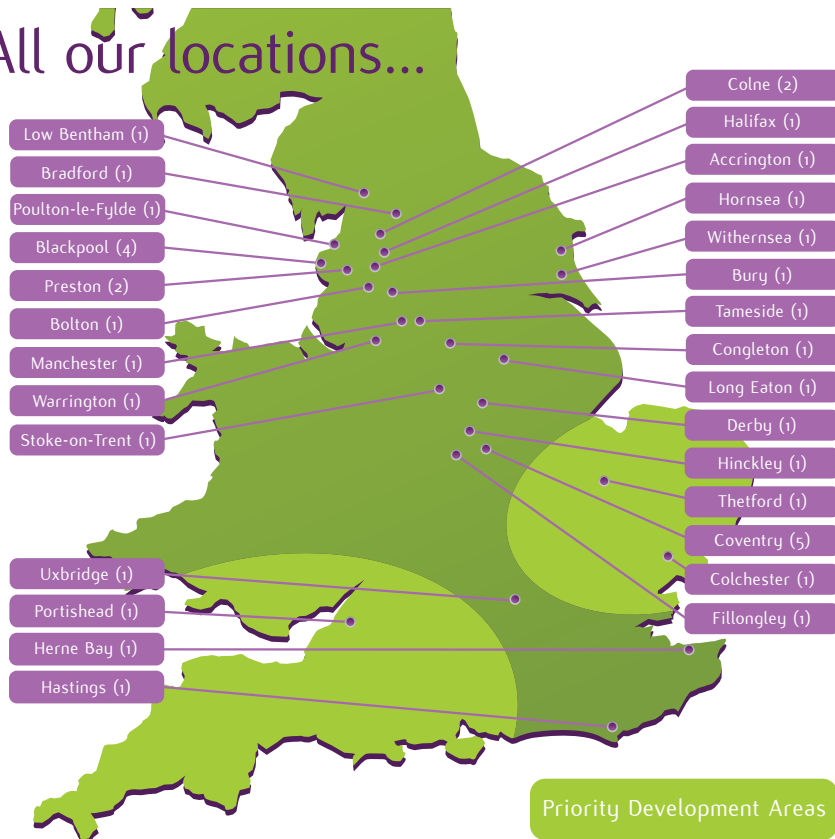 All our locations...
Low Bentham (1)
Bradford (1)
Poulton-le-Fylde (1)
Blackpool (4)
Preston (2)
Bolton (1)
Manchester (1)
Warrington (1)
Stoke-on-Trent (1)
Uxbridge (1)
Portishead (1)
Herne Bay (1)
Hastings (1)
Colne (2)
Halifax (1)
Accrington (1)
Hornsea (1)
Withernsea (1)
Bury (1)
Tameside (1)
Congleton (1)
Long Eaton (1)
Derby (1)
Hinckley (1)
Thetford (1)
Coventry (5)
Colchester (1)
Fillongley (1)
Priority Development Areas